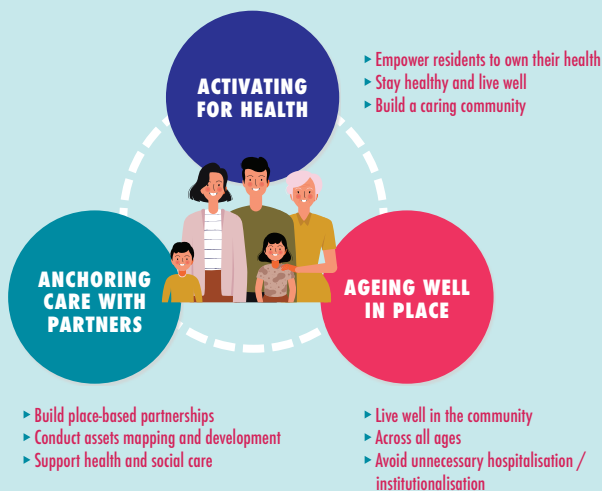 ACTIVATING
FOR HEALTH
▸ Empower residents to own their health
▸ Stay healthy and live well
▸ Build a caring community
ANCHORING
CARE WITH
PARTNERS
▸ Build place-based partnerships
▸ Conduct assets mapping and development
▸ Support health and social care
AGEING WELL
IN PLACE
▸ Live well in the community
▸ Across all ages
▸ Avoid unnecessary hospitalisation /
institutionalisation